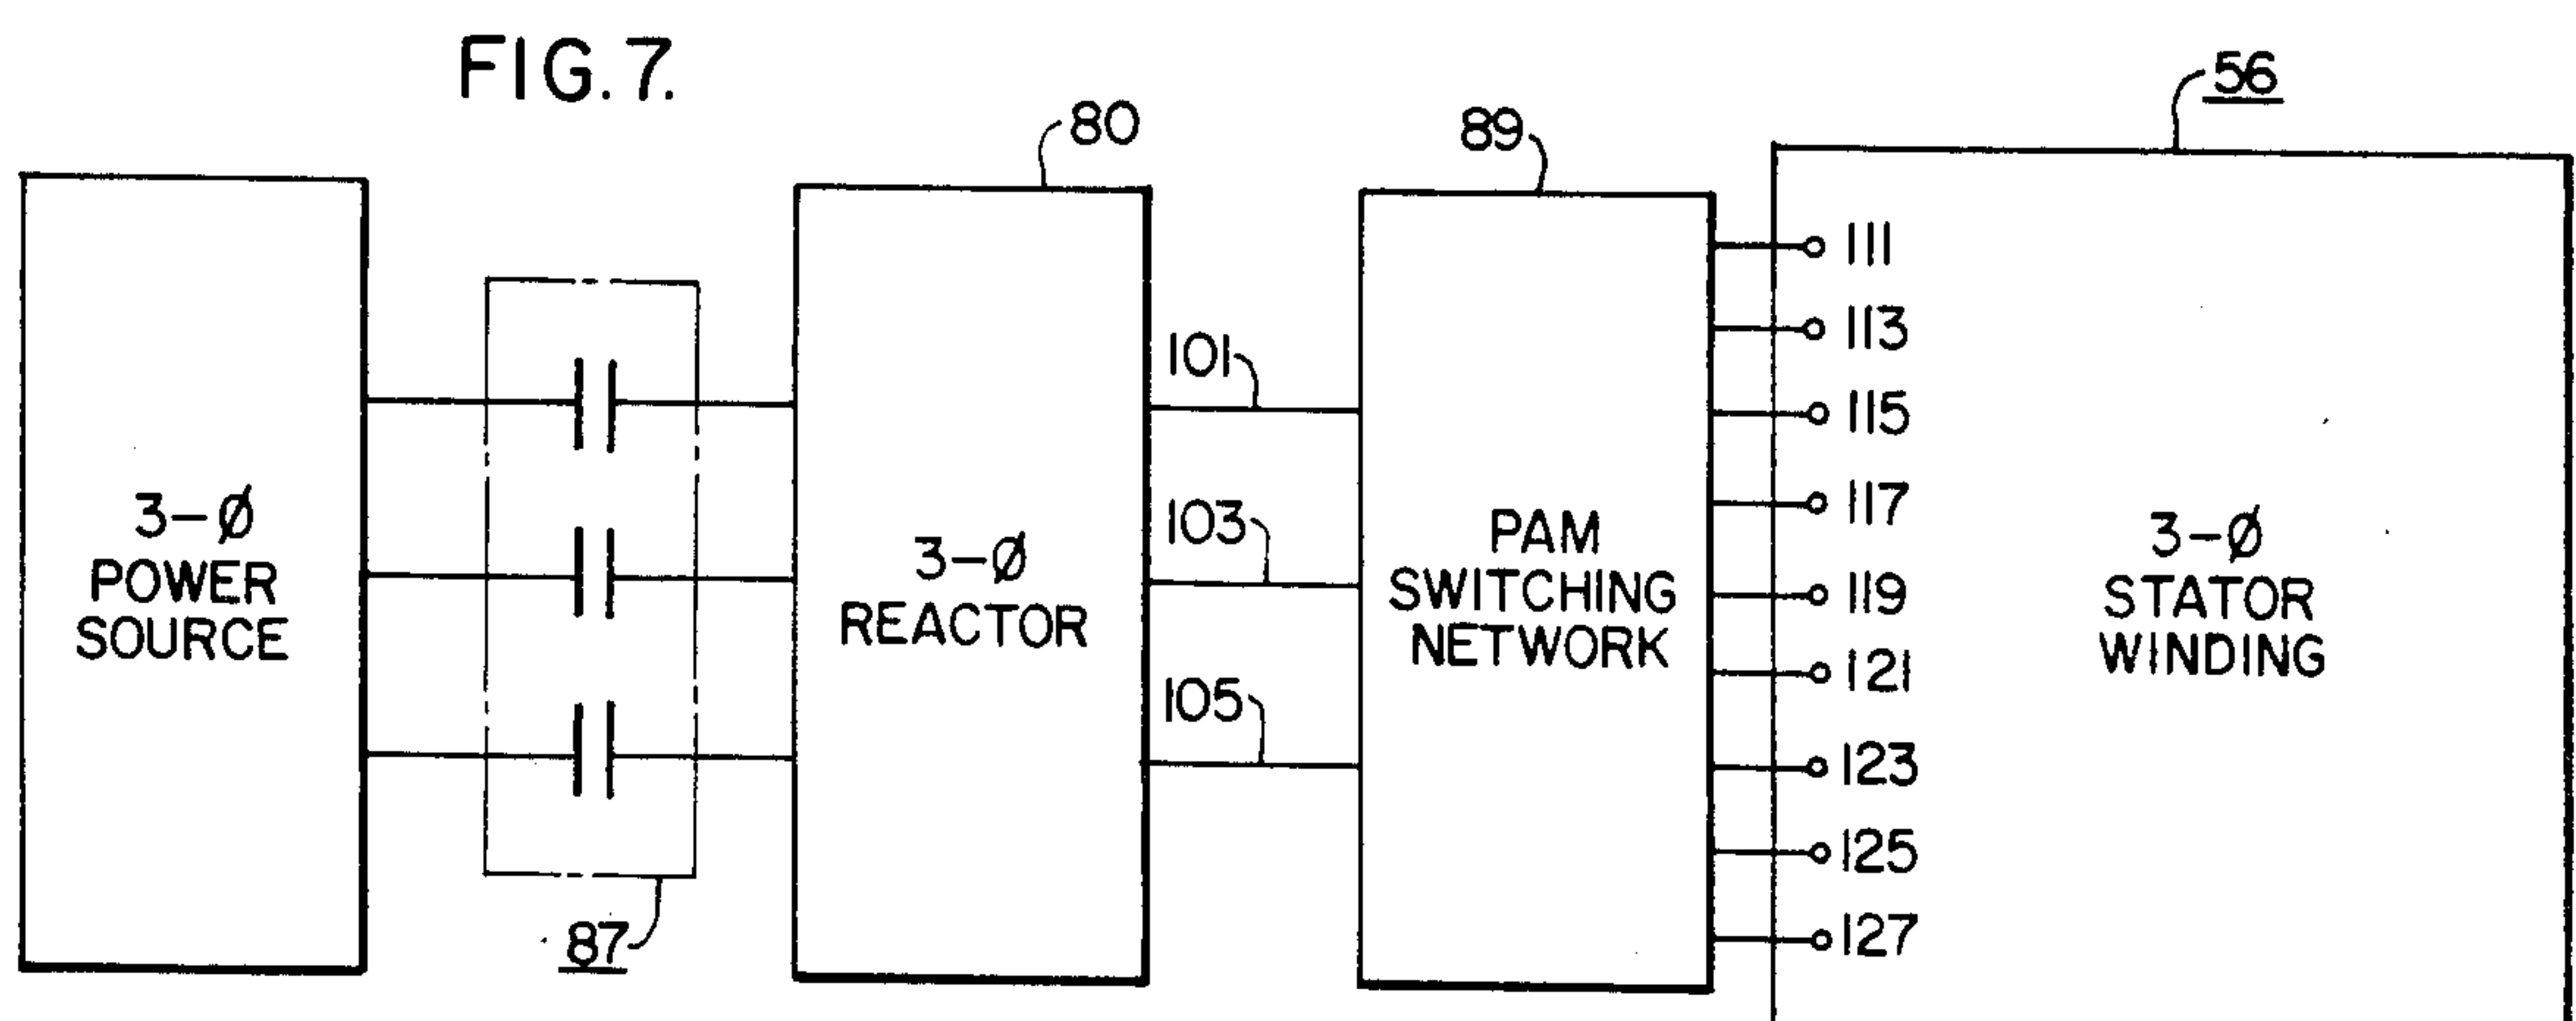 FIG. 7.
80
89
56
3-Ø
POWER
SOURCE
87
3-Ø
REACTOR
101
103
105
PAM
SWITCHING
NETWORK
111
113
115
117
119
121
123
125
127
3-Ø
STATOR
WINDING